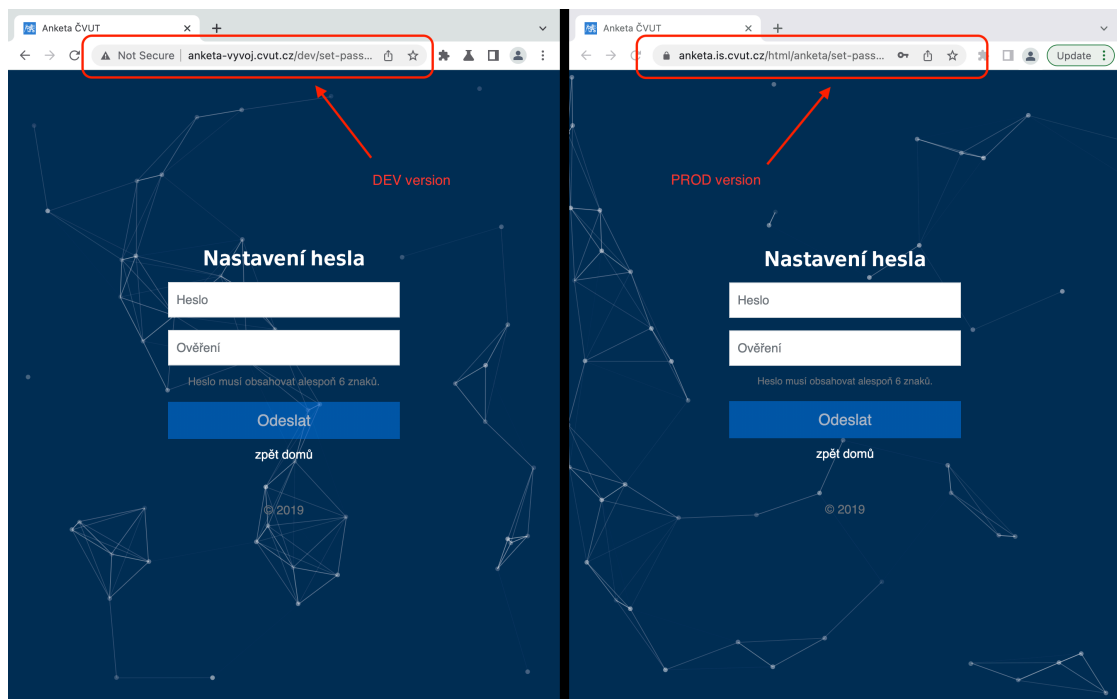 Anketa ČVUT
Not Secure | anketa-vyvoj.cvut.cz/dev/set-pass...
DEV version
Nastavení hesla
Heslo
Ověření
Heslo musí obsahovat alespoň 6 znaků.
Odeslat
zpět domů
© 2019
Anketa ČVUT
anketa.is.cvut.cz/html/anketa/set-pass...
Update
PROD version
Nastavení hesla
Heslo
Ověření
Heslo musí obsahovat alespoň 6 znaků.
Odeslat
zpět domů
© 2019